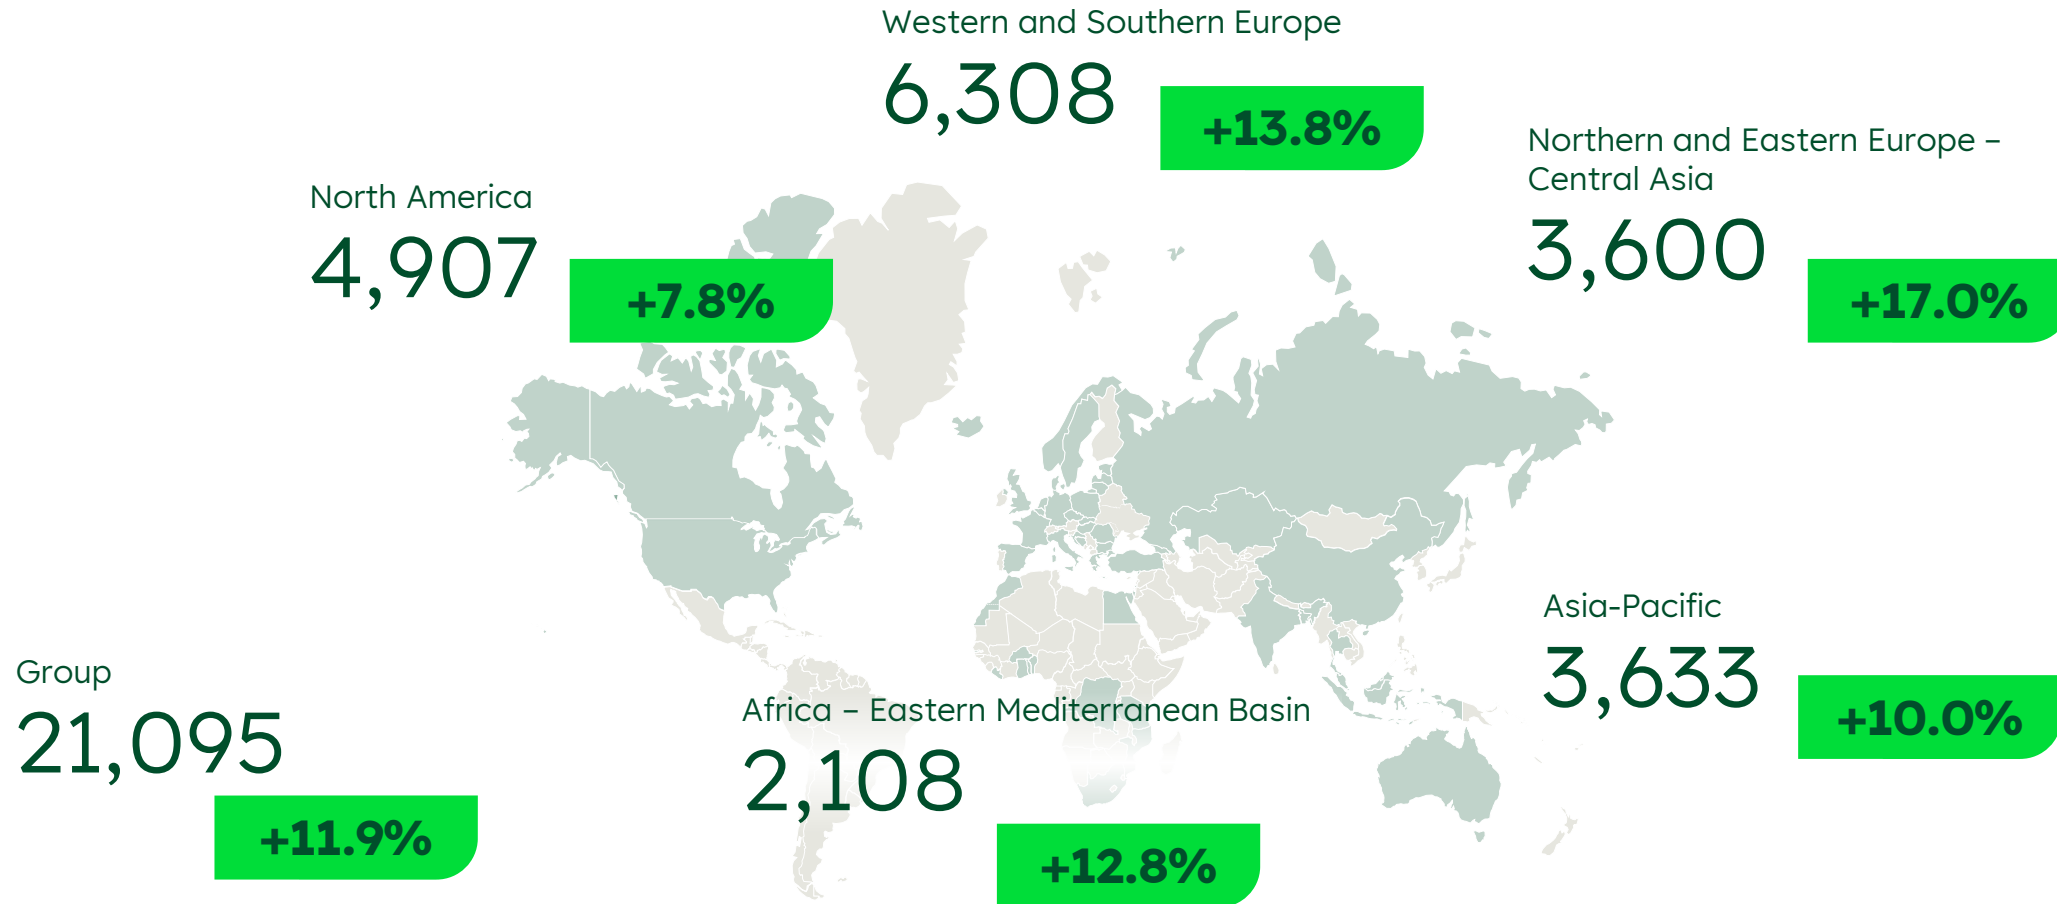 Western and Southern Europe
6,308
+13.8%
Northern and Eastern Europe –
Central Asia
3,600
+17.0%
North America
4,907
+7.8%
Asia-Pacific
3,633
+10.0%
Group
21,095
+11.9%
Africa – Eastern Mediterranean Basin
2,108
+12.8%